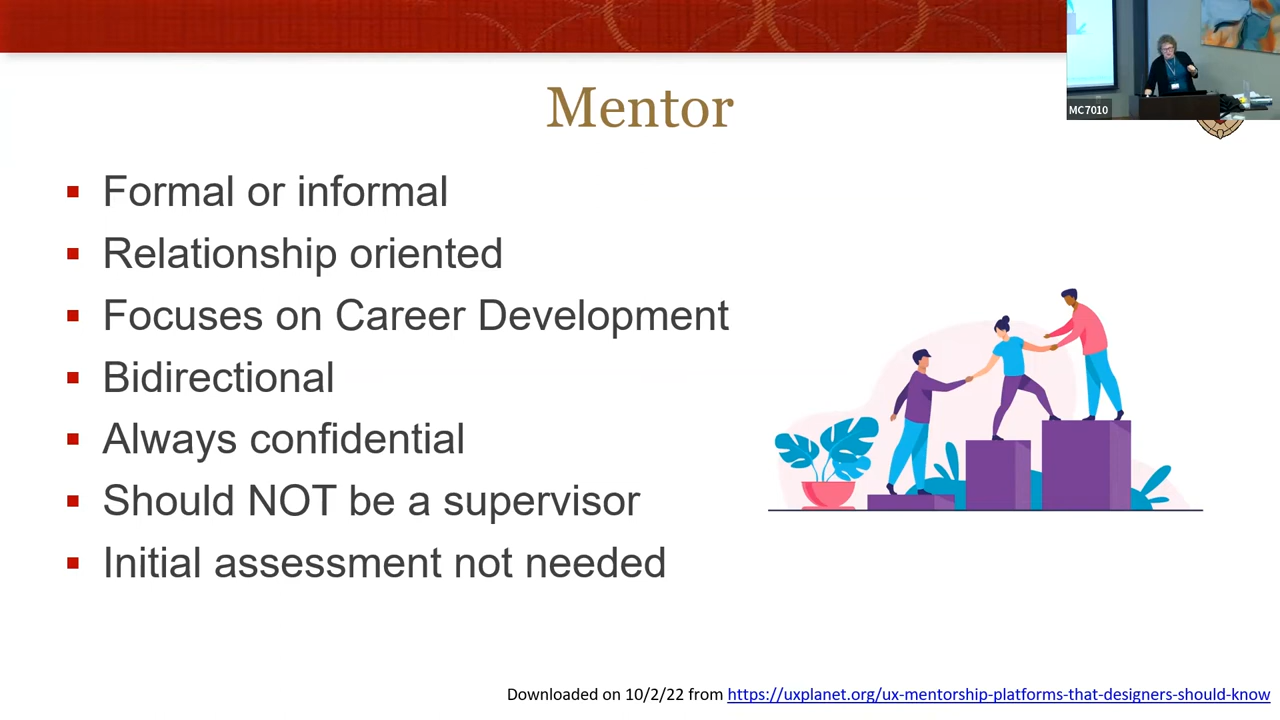 MC7010
Mentor
Formal or informal
Relationship oriented
Focuses on Career Development
Bidirectional
Always confidential
Should NOT be a supervisor
Initial assessment not needed
Downloaded on 10/2/22 from https://uxplanet.org/ux-mentorship-platforms-that-designers-should-know